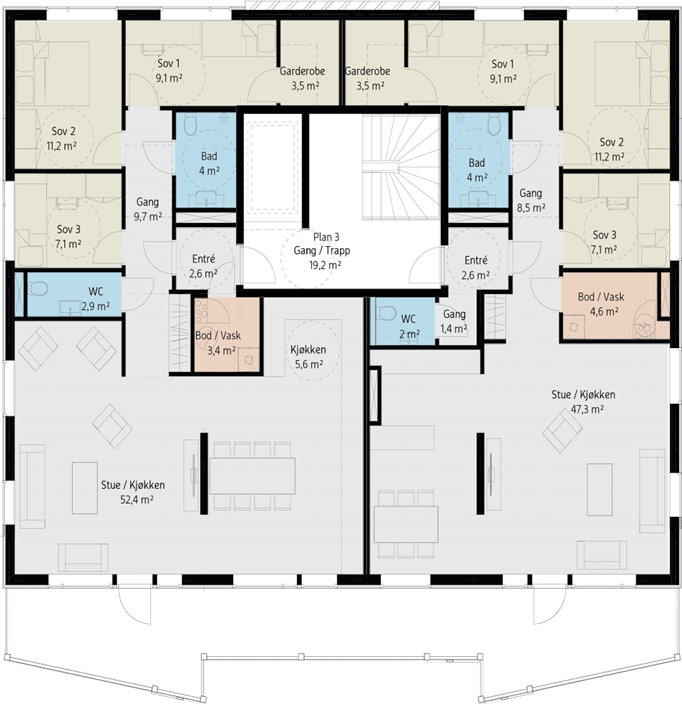 Sov 1
9,1 m²
Garderobe
3,5 m²
Garderobe
3,5 m²
Sov 1
9,1 m²
Sov 2
11,2 m²
Sov 2
11,2 m²
Bad
4 m²
Bad
4 m²
Gang
9,7 m²
Gang
8,5 m²
Sov 3
7,1 m²
Plan 3
Gang / Trapp
19,2 m²
Sov 3
7,1 m²
Entré
2,6 m²
Entré
2,6 m²
WC
2,9 m²
Bod / Vask
4,6 m²
Bod / Vask
3,4 m²
WC
2 m²
Gang
1,4 m²
Kjøkken
5,6 m²
Stue / Kjøkken
47,3 m²
Stue / Kjøkken
52,4 m²